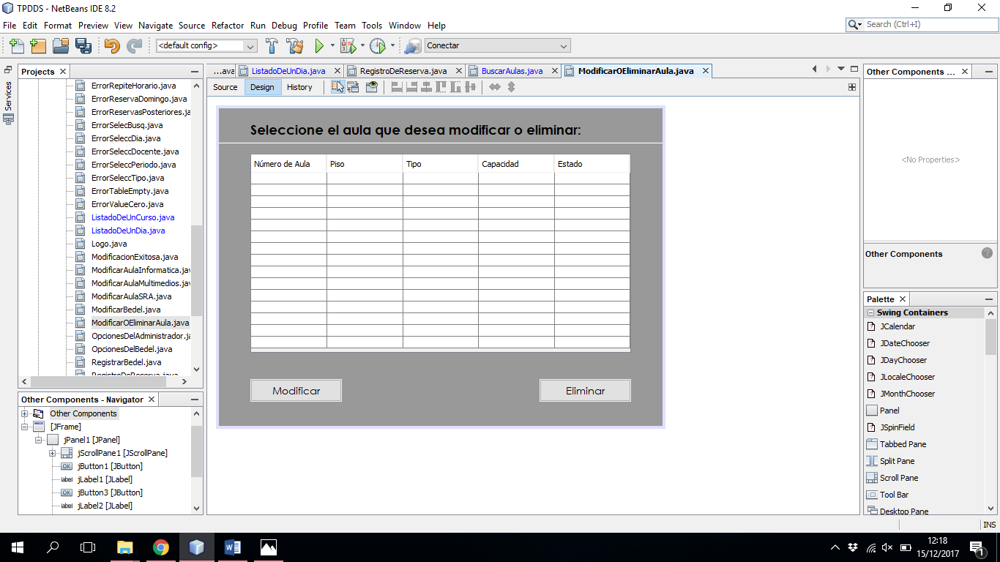 TPDDS - NetBeans IDE 8.2
File Edit Format Preview View Navigate Source Refactor Run Debug Profile Team Tools Window Help
Search (Ctrl+I)
<default config>
Conectar
Services
Projects
ErrorRepiteHorario.java
ErrorReservaDomingo.java
ErrorReservasPosteriores.ja
ErrorSelecBusq.java
ErrorSeleccDia.java
ErrorSeleccDocente.java
ErrorSeleccPeriodo.java
ErrorSeleccTipo.java
ErrorTableEmpty.java
ErrorValueCero.java
ListadoDeUnCurso.java
ListadoDeUnDia.java
Logo.java
ModificacionExitosa.java
ModificarAulaInformatica.jav
ModificarAulaMultimedios.jav
ModificarAulaSRA.java
ModificarBedel.java
ModificarOEliminarAula.java
OpcionesDelAdministrador.ja
OpcionesDelBedel.java
RegistrarBedel.java
RegistroDeReserva.java
Other Components - Navigator
Other Components
[JFrame]
jPanel1 [JPanel]
jScrollPane1 [JScrollPane]
OK jButton1 [JButton]
label jLabel1 [JLabel]
OK jButton3 [JButton]
label jLabel2 [JLabel]
...ava ListadoDeUnDia.java RegistroDeReserva.java BuscarAulas.java ModificarOEliminarAula.java
Source Design History
Seleccione el aula que desea modificar o eliminar:
Número de Aula Piso Tipo Capacidad Estado
Modificar Eliminar
Other Components ...
<No Properties>
Other Components
Palette
Swing Containers
JCalendar
JDateChooser
JDayChooser
JLocaleChooser
JMonthChooser
Panel
JSpinField
Tabbed Pane
Split Pane
Scroll Pane
Tool Bar
Desktop Pane
INS
12:18
15/12/2017
1